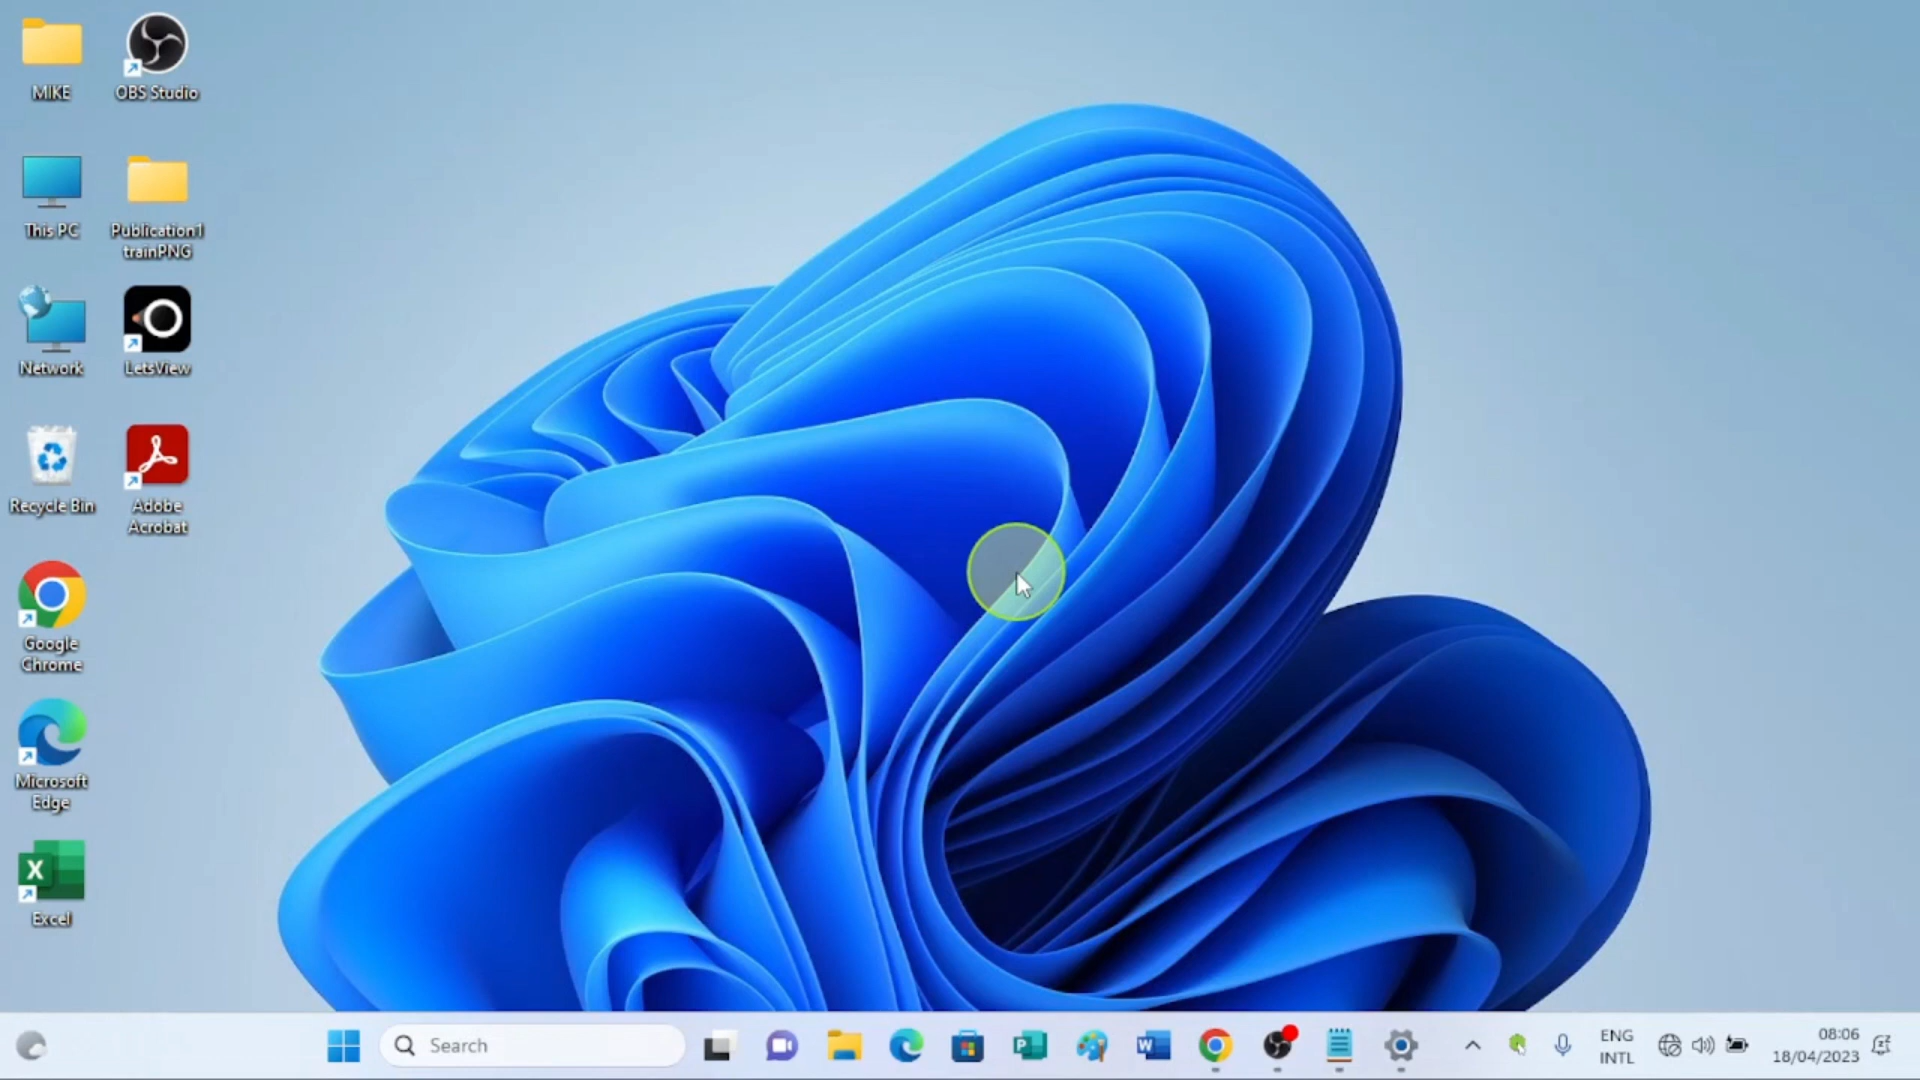 MIKE
OBS Studio
This PC
Publication1
trainPNG
Network
LetsView
Recycle Bin
Adobe
Acrobat
Google
Chrome
Microsoft
Edge
X
Excel
Search
P
W
ENG
INTL
08:06
18/04/2023